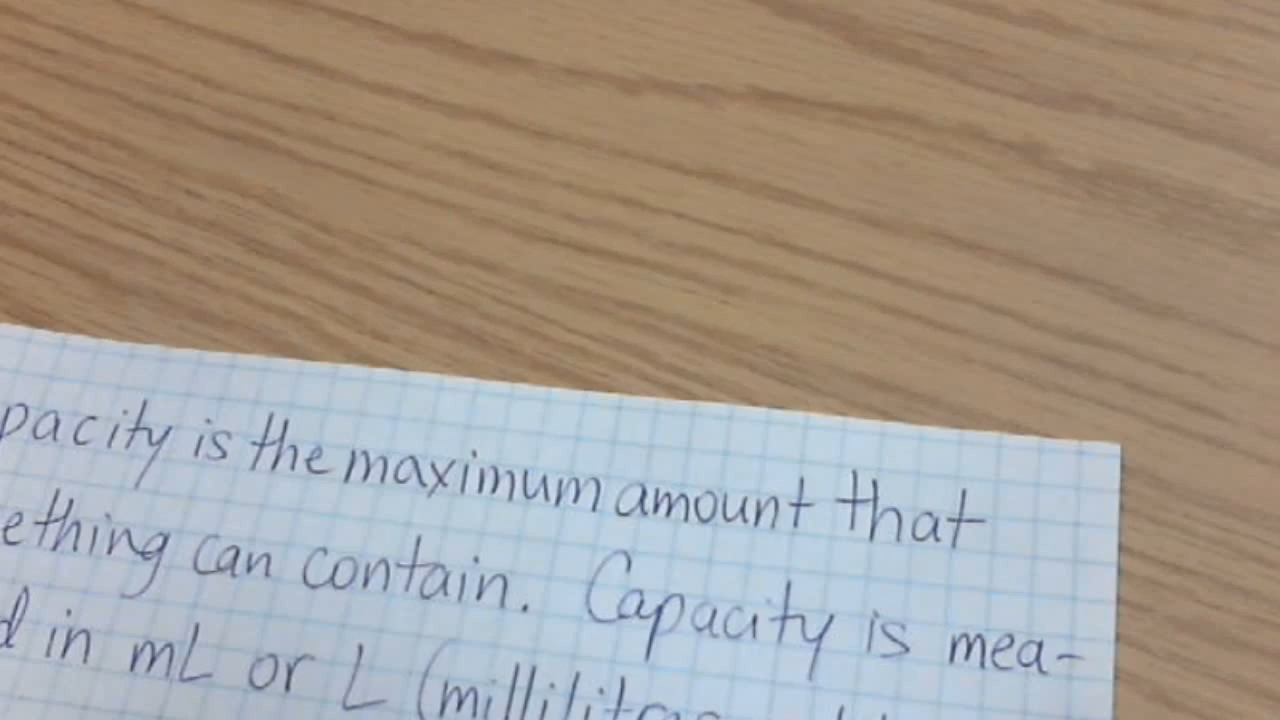 pacity is the maximum amount that
ething can contain. Capacity is mea-
d in mL or L (